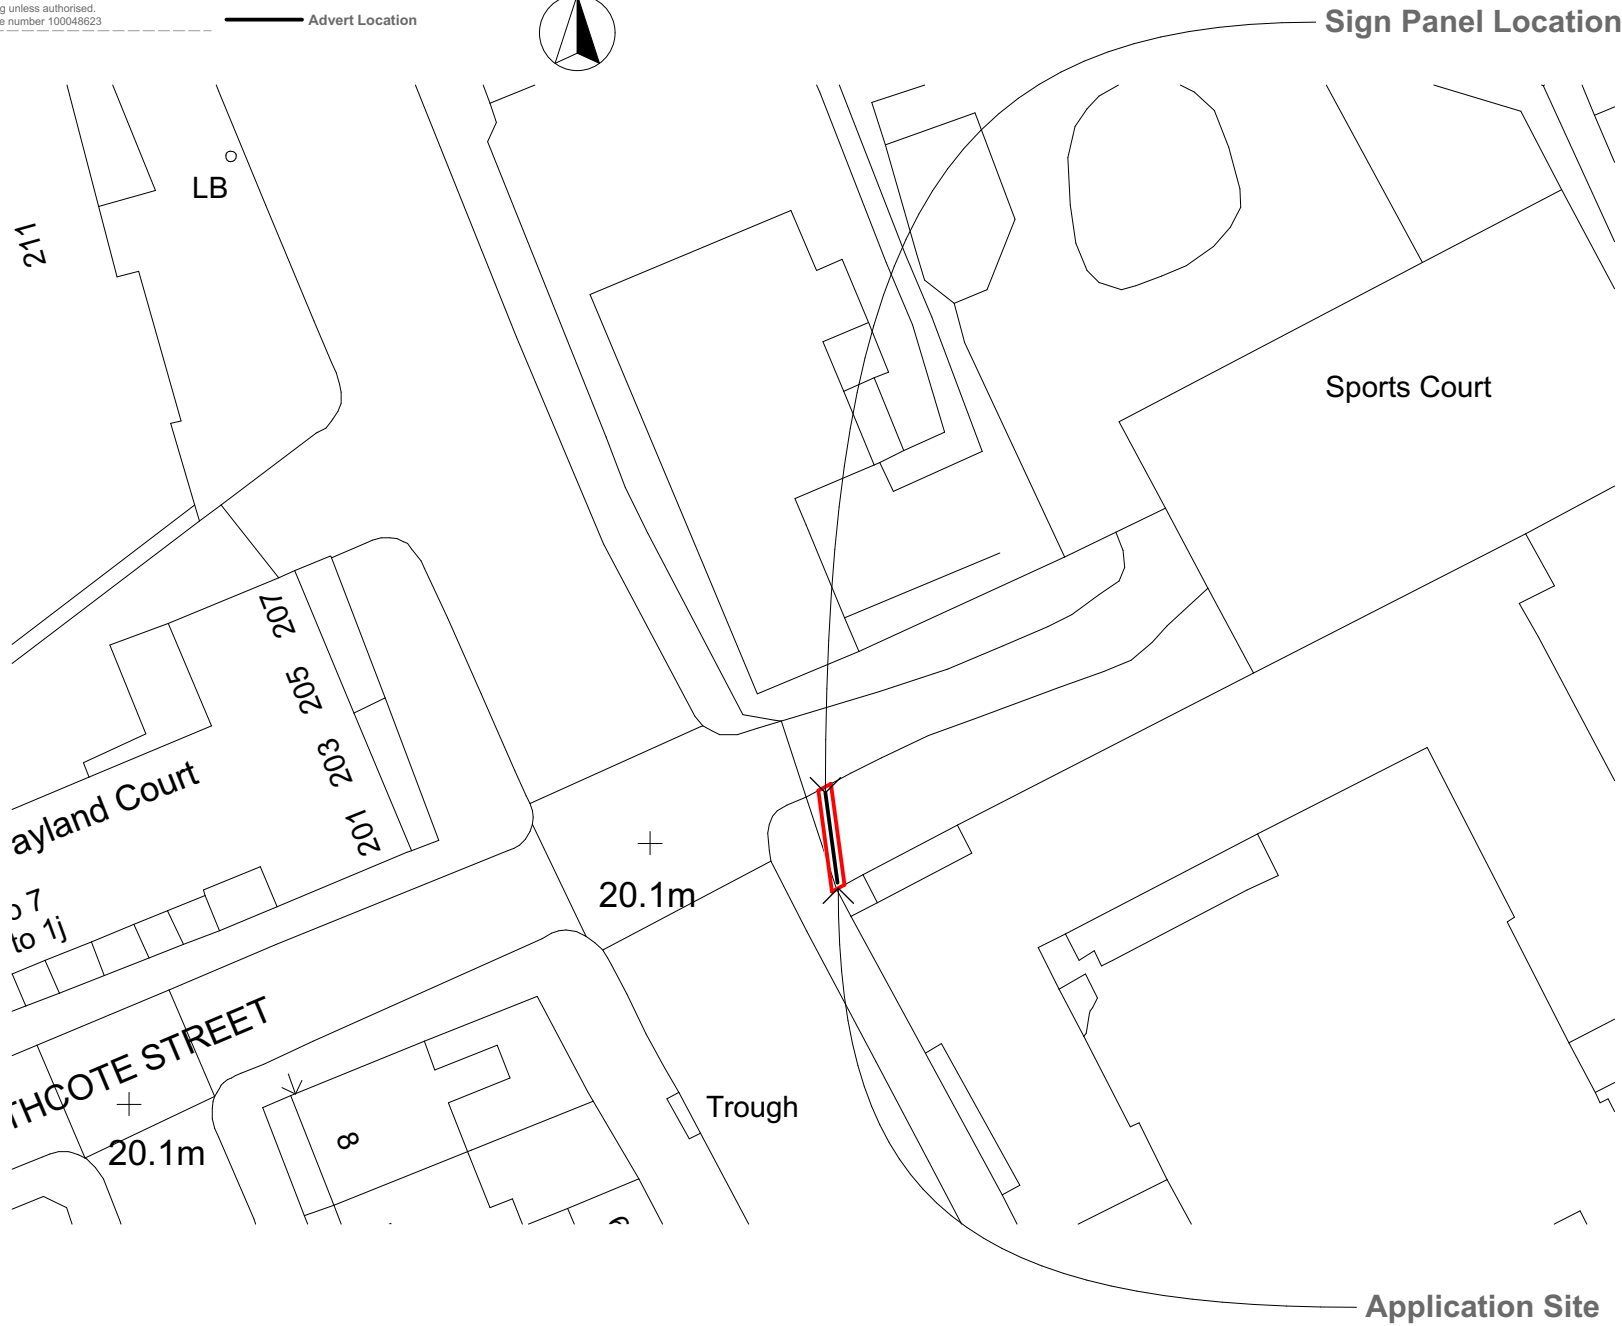 g unless authorised.
e number 100048623
Advert Location
Sign Panel Location
LB
211
Sports Court
207
205
203
201
ayland Court
20.1m
o 7
to 1j
THCOTE STREET
20.1m
8
Trough
Application Site